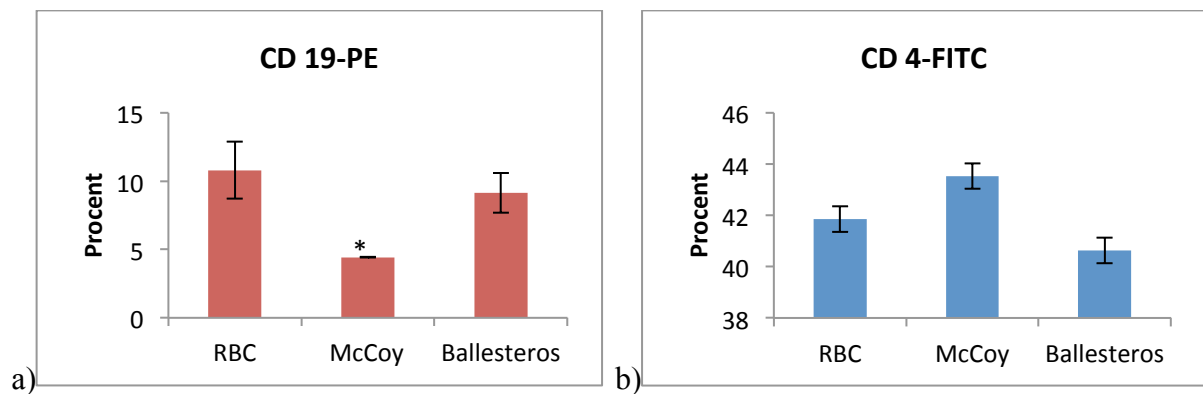 CD 19-PE
Procent
15
10
5
0
*
RBC McCoy Ballesteros
a)
CD 4-FITC
Procent
46
44
42
40
38
RBC McCoy Ballesteros
b)